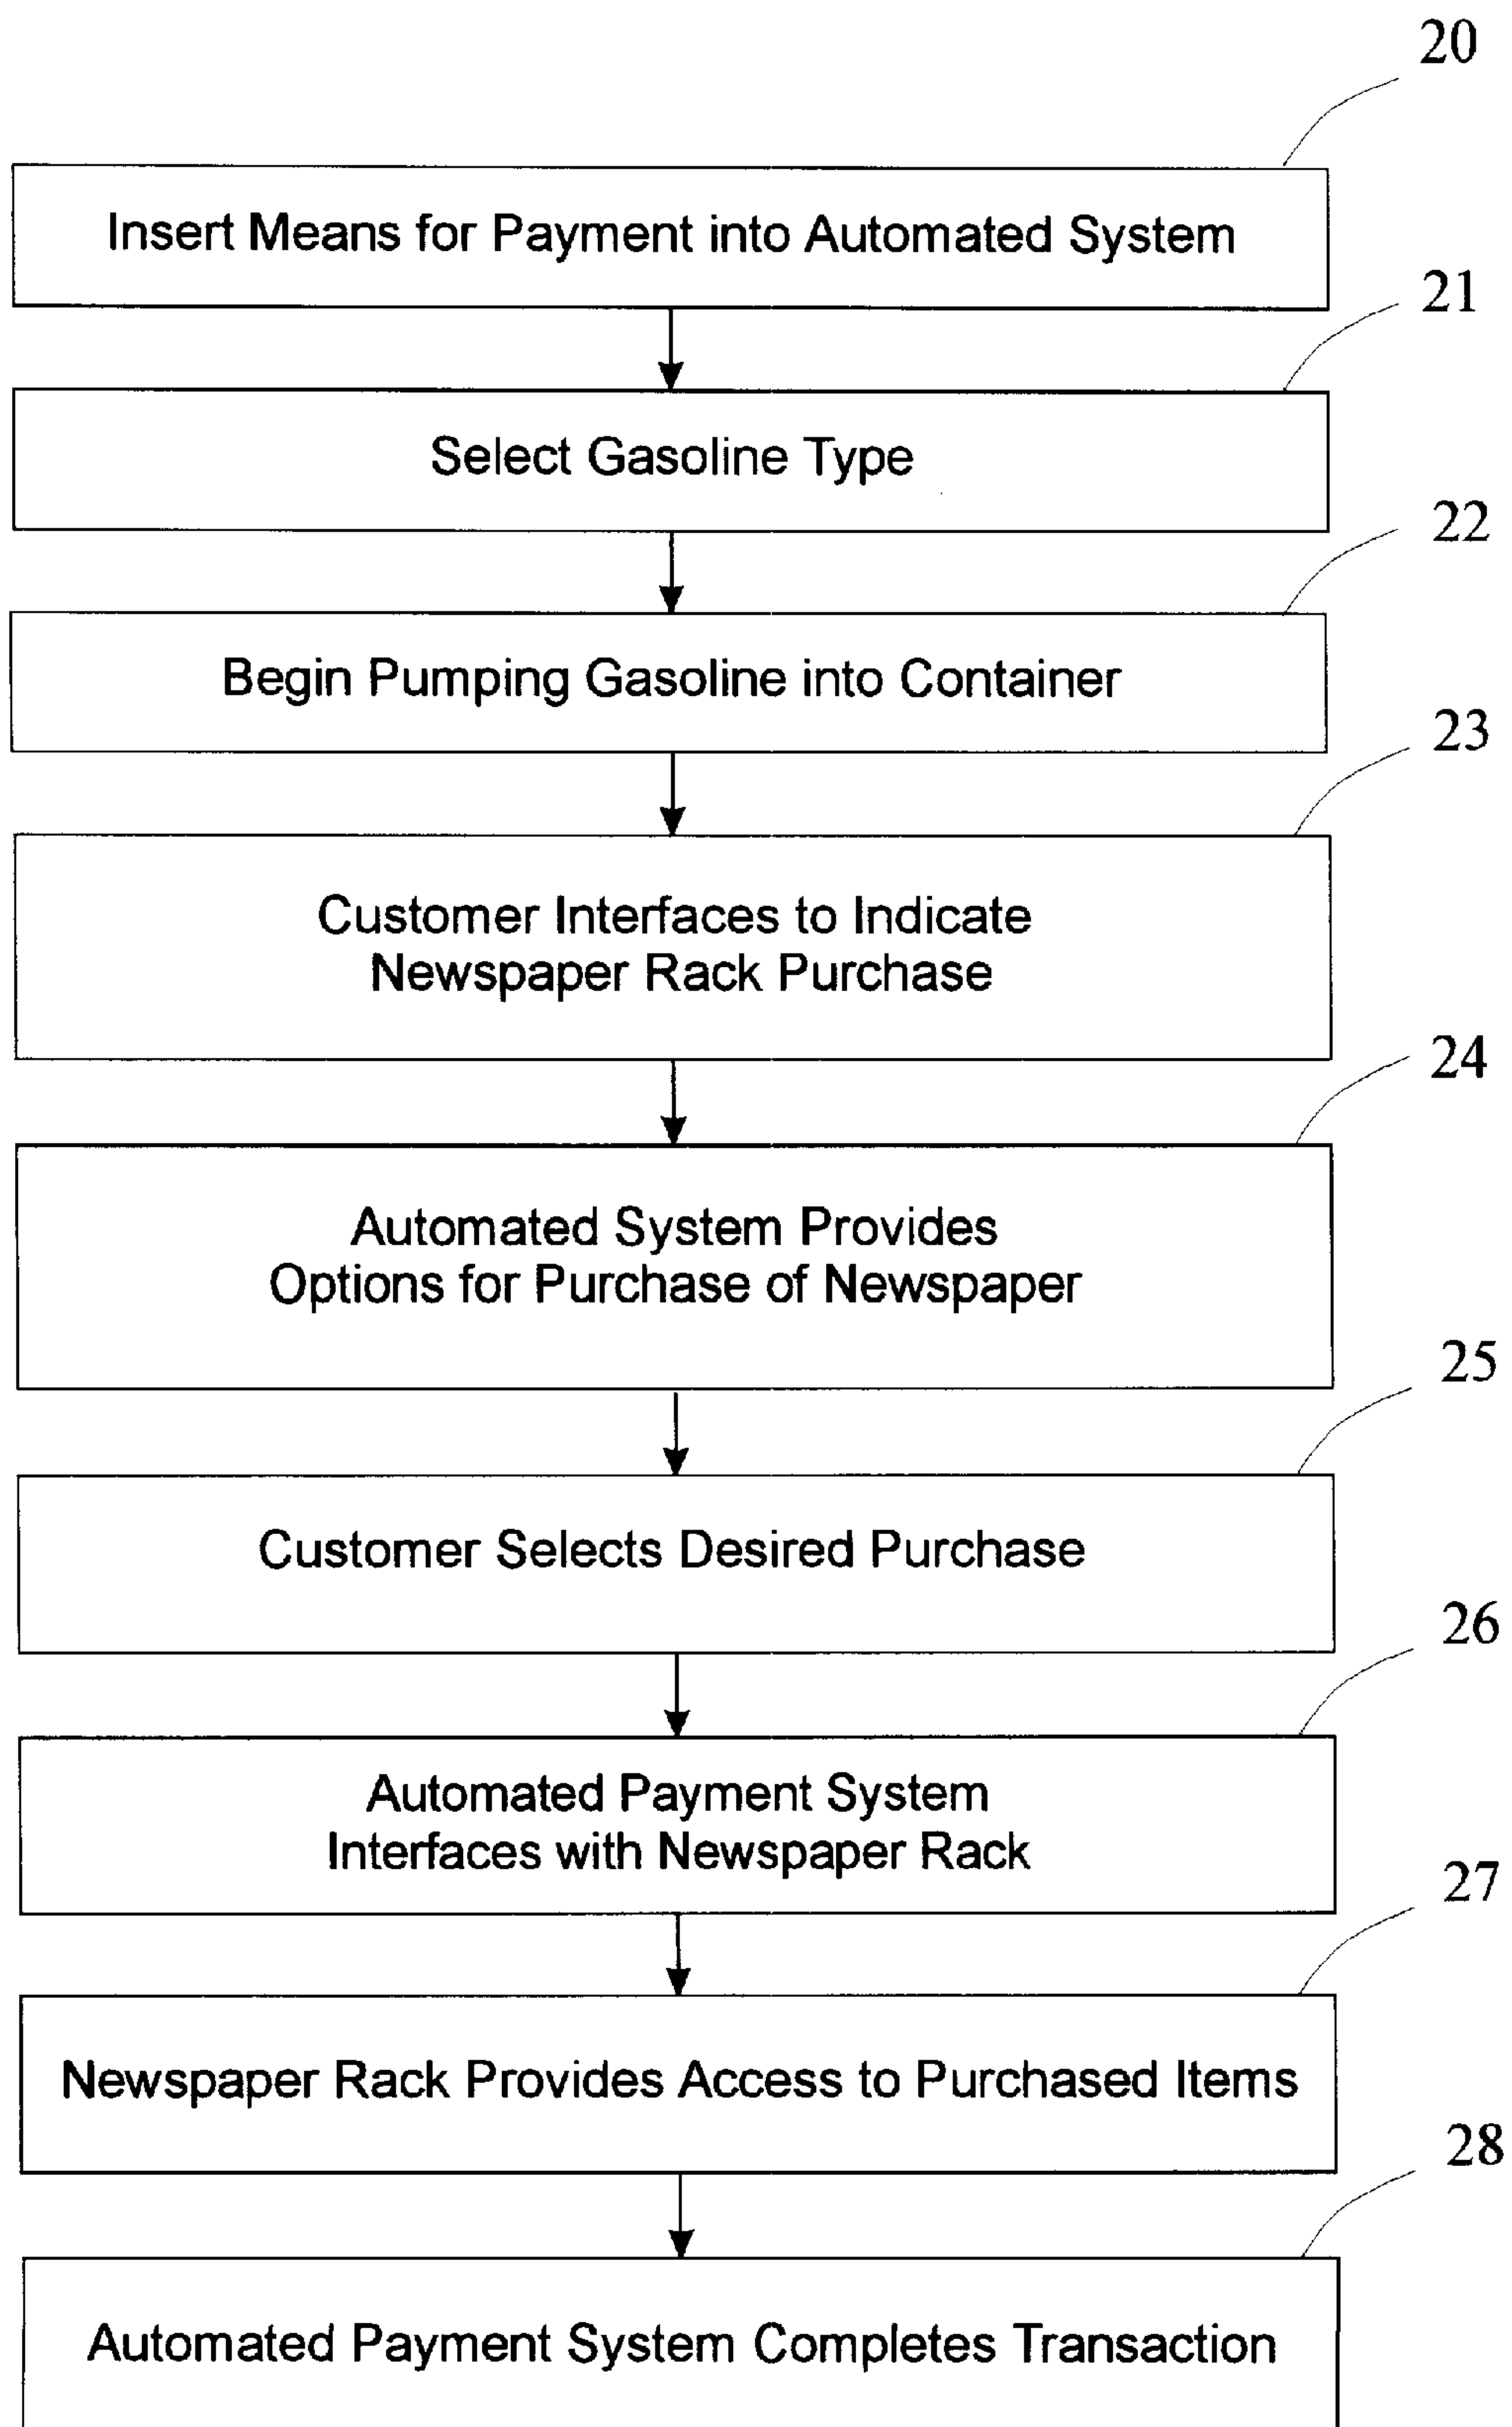 20
Insert Means for Payment into Automated System
21
Select Gasoline Type
22
Begin Pumping Gasoline into Container
23
Customer Interfaces to Indicate
Newspaper Rack Purchase
24
Automated System Provides
Options for Purchase of Newspaper
25
Customer Selects Desired Purchase
26
Automated Payment System
Interfaces with Newspaper Rack
27
Newspaper Rack Provides Access to Purchased Items
28
Automated Payment System Completes Transaction